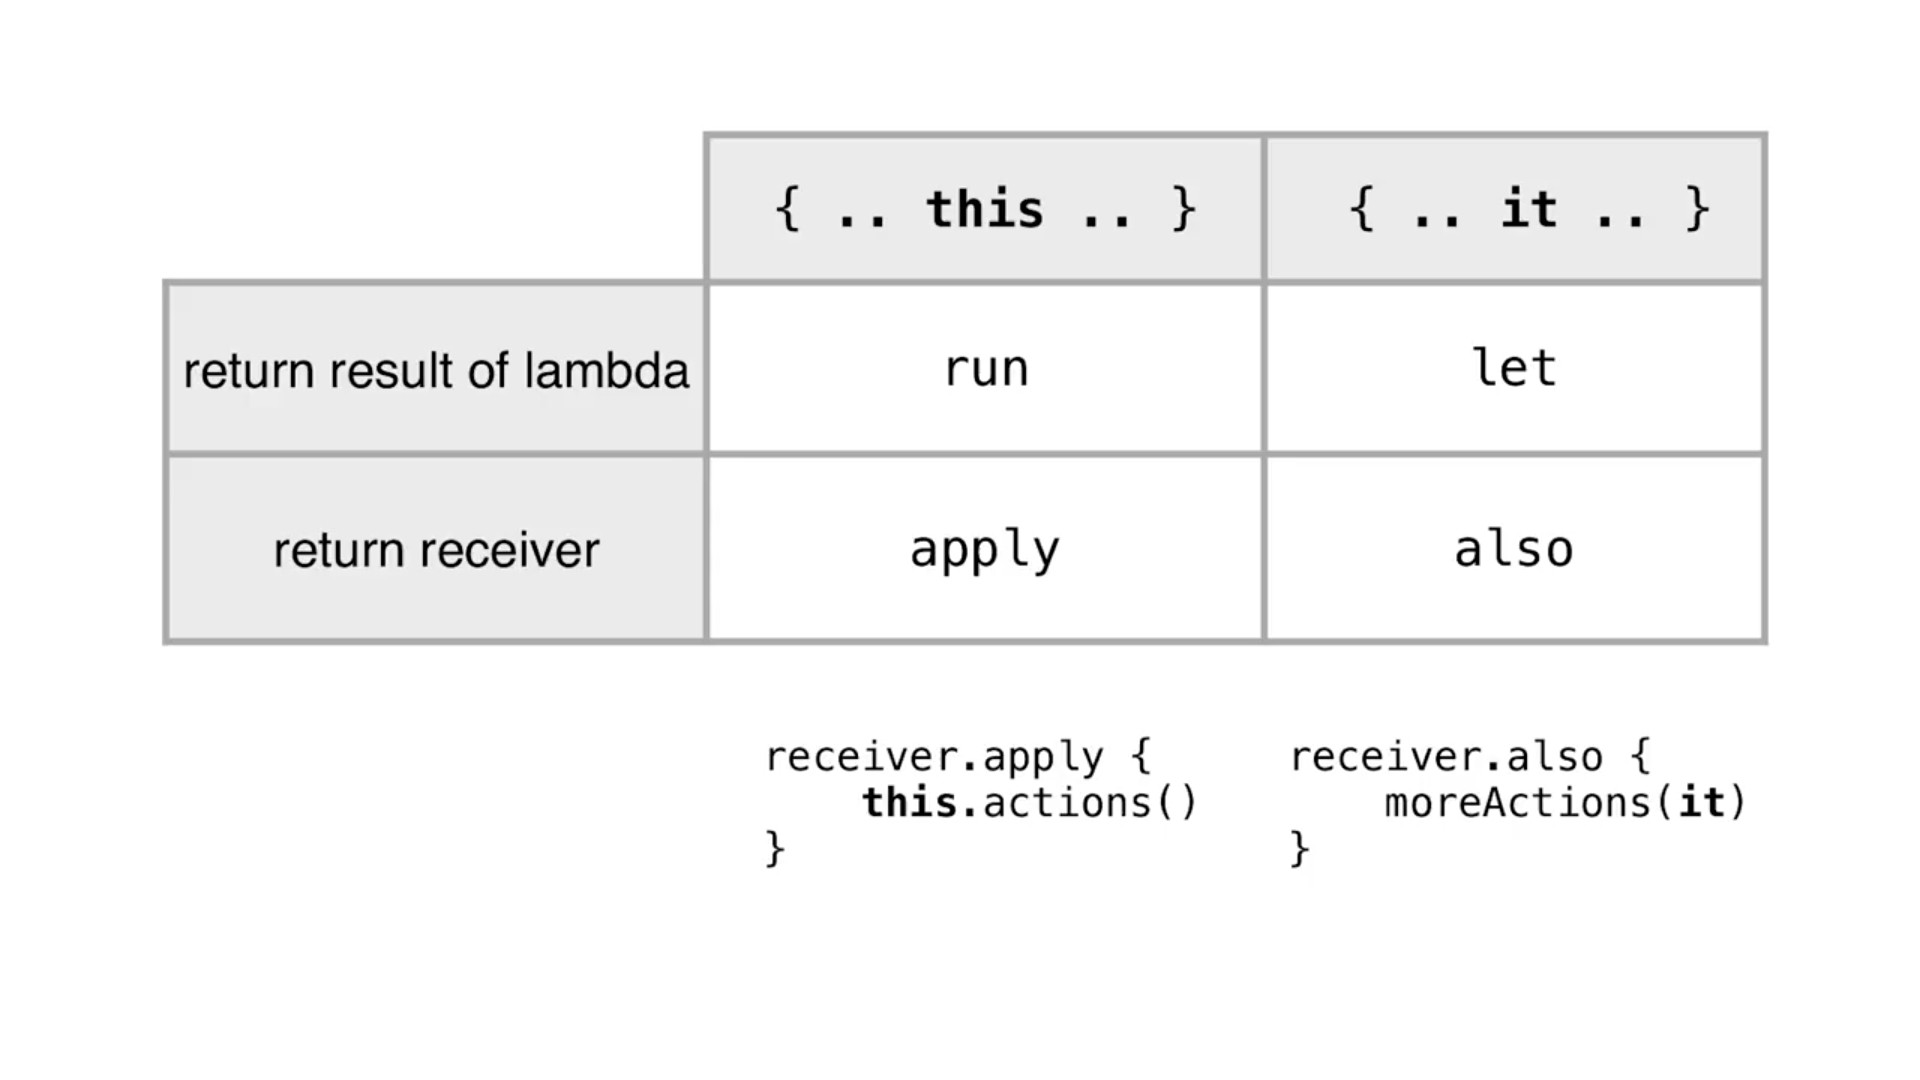 { .. this .. } { .. it .. }
return result of lambda run let
return receiver apply also
receiver.apply {
this.actions()
}
receiver.also {
moreActions(it)
}